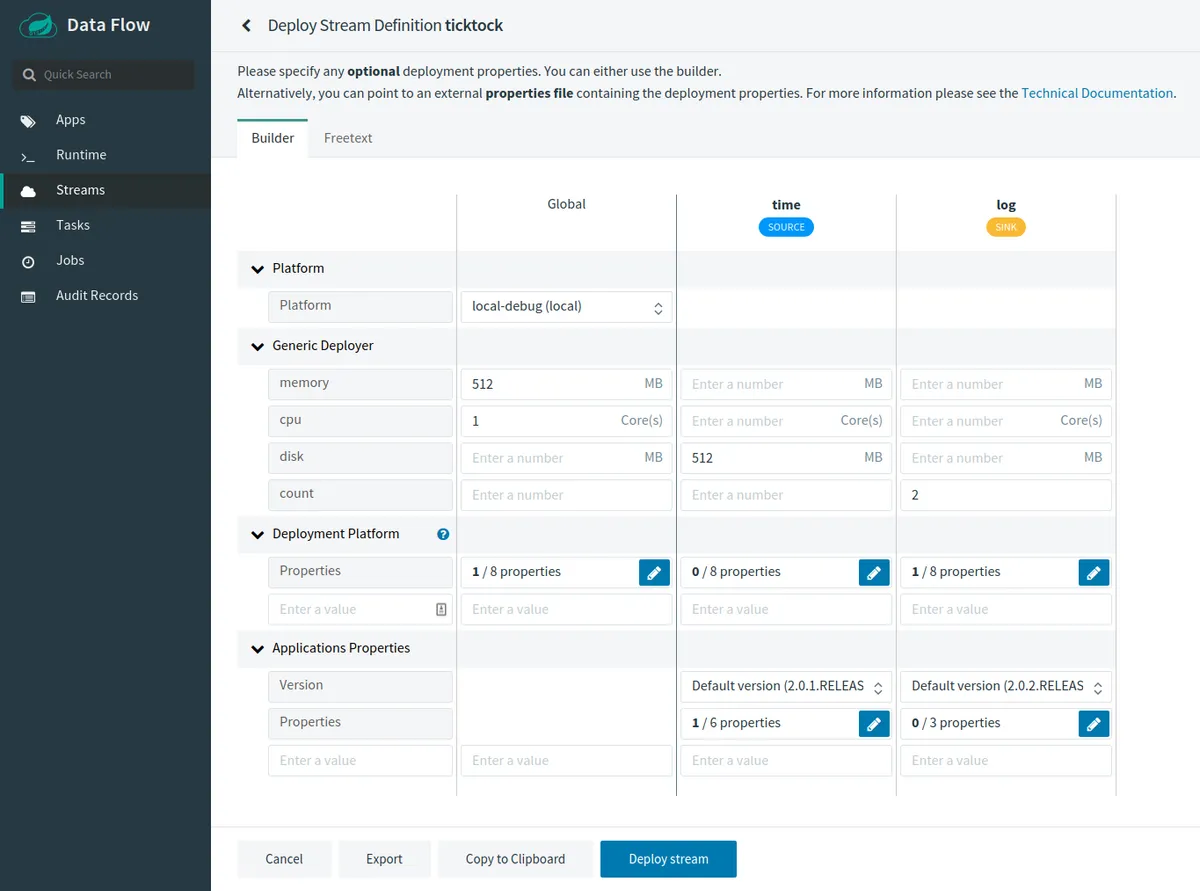 Data Flow
Quick Search
Apps
Runtime
Streams
Tasks
Jobs
Audit Records
Deploy Stream Definition ticktock
Please specify any optional deployment properties. You can either use the builder.
Alternatively, you can point to an external properties file containing the deployment properties. For more information please see the Technical Documentation.
Builder Freetext
Global time log
SOURCE SINK
Platform
Platform local-debug (local)
Generic Deployer
memory 512 MB Enter a number MB Enter a number MB
cpu 1 Core(s) Enter a number Core(s) Enter a number Core(s)
disk Enter a number MB 512 MB Enter a number MB
count Enter a number Enter a number 2
Deployment Platform ?
Properties 1 / 8 properties 0 / 8 properties 1 / 8 properties
Enter a value Enter a value Enter a value Enter a value
Applications Properties
Version Default version (2.0.1.RELEAS Default version (2.0.2.RELEAS
Properties 1 / 6 properties 0 / 3 properties
Enter a value Enter a value Enter a value Enter a value
Cancel Export Copy to Clipboard Deploy stream